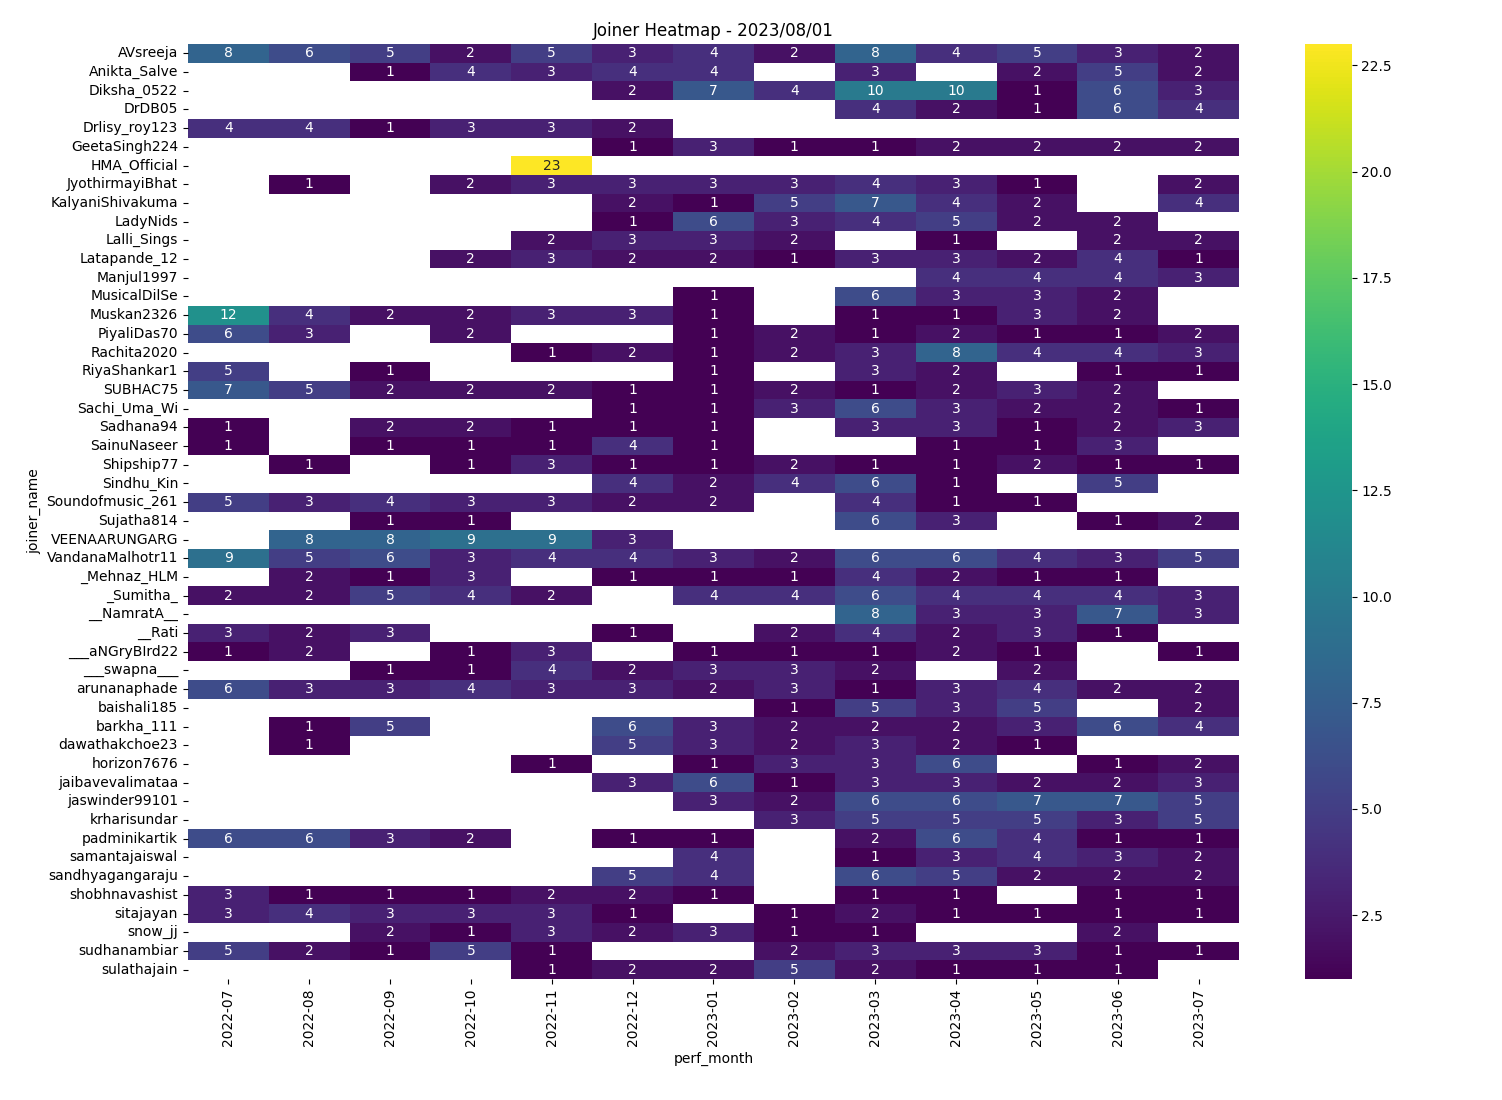 Joiner Heatmap - 2023/08/01
AVsreeja 8 6 5 2 5 3 4 2 8 4 5 3 2
Anikta_Salve 1 4 3 4 4 3 2 5 2
Diksha_0522 2 7 4 10 10 1 6 3
DrDB05 4 2 1 6 4
Drlisy_roy123 4 4 1 3 3 2
GeetaSingh224 1 3 1 1 2 2 2 2
HMA_Official 23
JyothirmayiBhat 1 2 3 3 3 3 4 3 1 2
KalyaniShivakuma 2 1 5 7 4 2 4
LadyNids 1 6 3 4 5 2 2
Lalli_Sings 2 3 3 2 1 2 2
Latapande_12 2 3 2 2 1 3 3 2 4 1
Manjul1997 4 4 4 3
MusicalDilSe 1 6 3 3 2
Muskan2326 12 4 2 2 3 3 1 1 1 3 2
PiyaliDas70 6 3 2 1 2 1 2 1 1 2
Rachita2020 1 2 1 2 3 8 4 4 3
RiyaShankar1 5 1 1 3 2 1 1
SUBHAC75 7 5 2 2 2 1 1 2 1 2 3 2
Sachi_Uma_Wi 1 1 3 6 3 2 2 1
Sadhana94 1 2 2 1 1 1 3 3 1 2 3
SainuNaseer 1 1 1 1 4 1 1 1 3
Shipship77 1 1 3 1 1 2 1 1 2 1 1
Sindhu_Kin 4 2 4 6 1 5
Soundofmusic_261 5 3 4 3 3 2 2 4 1 1
Sujatha814 1 1 6 3 1 2
VEENAARUNGARG 8 8 9 9 3
VandanaMalhotr11 9 5 6 3 4 4 3 2 6 6 4 3 5
_Mehnaz_HLM 2 1 3 1 1 1 4 2 1 1
_Sumitha_ 2 2 5 4 2 4 4 6 4 4 4 3
__NamratA__ 8 3 3 7 3
__Rati 3 2 3 1 2 4 2 3 1
___aNGryBIrd22 1 2 1 3 1 1 1 2 1 1
___swapna___ 1 1 4 2 3 3 2 2
arunanaphade 6 3 3 4 3 3 2 3 1 3 4 2 2
baishali185 1 5 3 5 2
barkha_111 1 5 6 3 2 2 2 3 6 4
dawathakchoe23 1 5 3 2 3 2 1
horizon7676 1 1 3 3 6 1 2
jaibavevalimataa 3 6 1 3 3 2 2 3
jaswinder99101 3 2 6 6 7 7 5
krharisundar 3 5 5 5 3 5
padminikartik 6 6 3 2 1 1 2 6 4 1 1
samantajaiswal 4 1 3 4 3 2
sandhyagangaraju 5 4 6 5 2 2 2
shobhnavashist 3 1 1 1 2 2 1 1 1 1 1
sitajayan 3 4 3 3 3 1 1 2 1 1 1 1
snow_jj 2 1 3 2 3 1 1 2
sudhanambiar 5 2 1 5 1 2 3 3 3 1 1
sulathajain 1 2 2 5 2 1 1 1
joiner_name
2022-07 2022-08 2022-09 2022-10 2022-11 2022-12 2023-01 2023-02 2023-03 2023-04 2023-05 2023-06 2023-07
perf_month
22.5
20.0
17.5
15.0
12.5
10.0
7.5
5.0
2.5